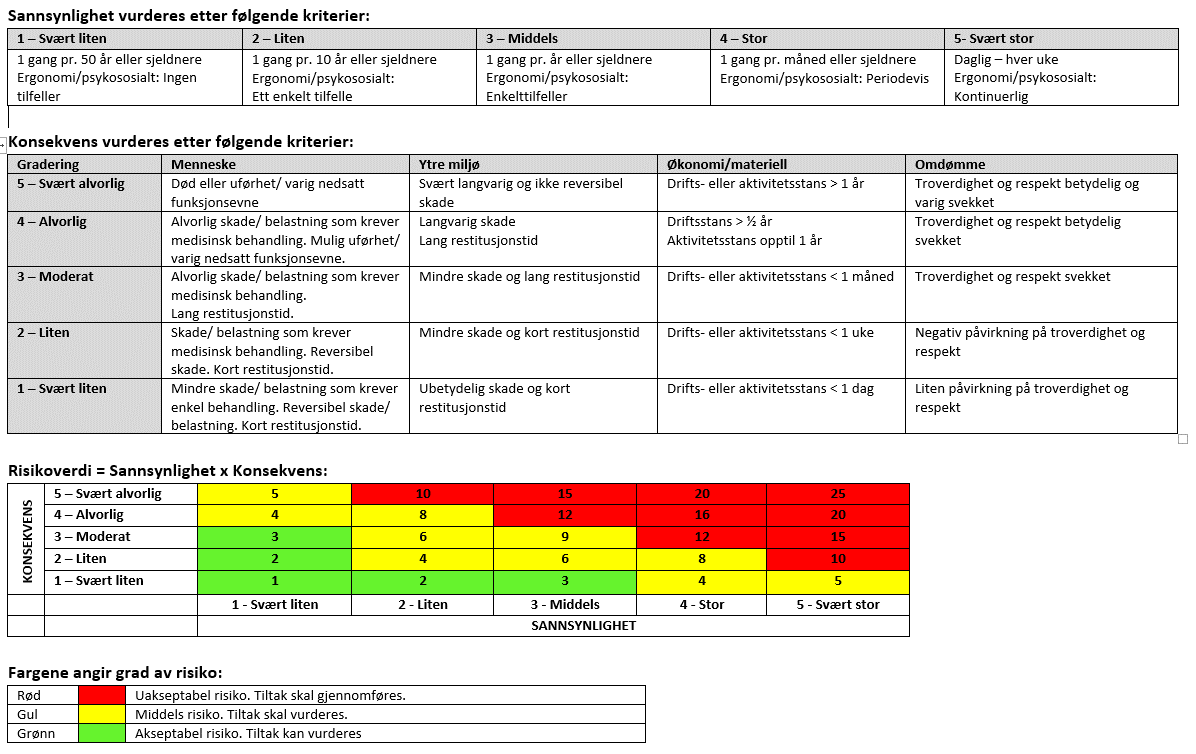 Sannsynlighet vurderes etter følgende kriterier:
1 – Svært liten 2 – Liten 3 – Middels 4 – Stor 5- Svært stor
1 gang pr. 50 år eller sjeldnere 1 gang pr. 10 år eller sjeldnere 1 gang pr. år eller sjeldnere 1 gang pr. måned eller sjeldnere Daglig – hver uke
Ergonomi/psykososialt: Ingen Ergonomi/psykososialt: Ergonomi/psykososialt: Ergonomi/psykososialt: Periodevis Ergonomi/psykososialt:
tilfeller Ett enkelt tilfelle Enkelttilfeller Kontinuerlig
Konsekvens vurderes etter følgende kriterier:
Gradering Menneske Ytre miljø Økonomi/materiell Omdømme
5 – Svært alvorlig Død eller uførhet/ varig nedsatt Svært langvarig og ikke reversibel Drifts- eller aktivitetsstans > 1 år Troverdighet og respekt betydelig og
funksjonsevne skade varig svekket
4 – Alvorlig Alvorlig skade/ belastning som krever Langvarig skade Driftsstans > ½ år Troverdighet og respekt betydelig
medisinsk behandling. Mulig uførhet/ Lang restitusjonstid Aktivitetsstans opptil 1 år svekket
varig nedsatt funksjonsevne.
3 – Moderat Alvorlig skade/ belastning som krever Mindre skade og lang restitusjonstid Drifts- eller aktivitetsstans < 1 måned Troverdighet og respekt svekket
medisinsk behandling.
Lang restitusjonstid.
2 – Liten Skade/ belastning som krever Mindre skade og kort restitusjonstid Drifts- eller aktivitetsstans < 1 uke Negativ påvirkning på troverdighet og
medisinsk behandling. Reversibel respekt
skade. Kort restitusjonstid.
1 – Svært liten Mindre skade/ belastning som krever Ubetydelig skade og kort Drifts- eller aktivitetsstans < 1 dag Liten påvirkning på troverdighet og
enkel behandling. Reversibel skade/ restitusjonstid respekt
belastning. Kort restitusjonstid.
Risikoverdi = Sannsynlighet x Konsekvens:
KONSEKVENS
5 – Svært alvorlig 5 10 15 20 25
4 – Alvorlig 4 8 12 16 20
3 – Moderat 3 6 9 12 15
2 – Liten 2 4 6 8 10
1 – Svært liten 1 2 3 4 5
1 - Svært liten 2 - Liten 3 - Middels 4 - Stor 5 - Svært stor
SANNSYNLIGHET
Fargene angir grad av risiko:
Rød Uakseptabel risiko. Tiltak skal gjennomføres.
Gul Middels risiko. Tiltak skal vurderes.
Grønn Akseptabel risiko. Tiltak kan vurderes